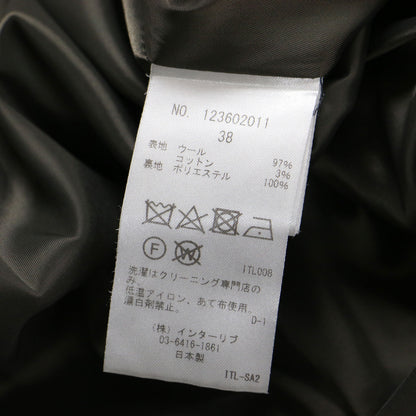 NO. 123602011
38
表地 ウール 97%
コットン 3%
裏地 ポリエステル 100%
F W
ITL008
洗濯はクリーニング専門店の
み。
低温アイロン、あて布使用。
漂白剤禁止。
D-1
(株) インターリブ
03-6416-1861
日本製
ITL-SA2